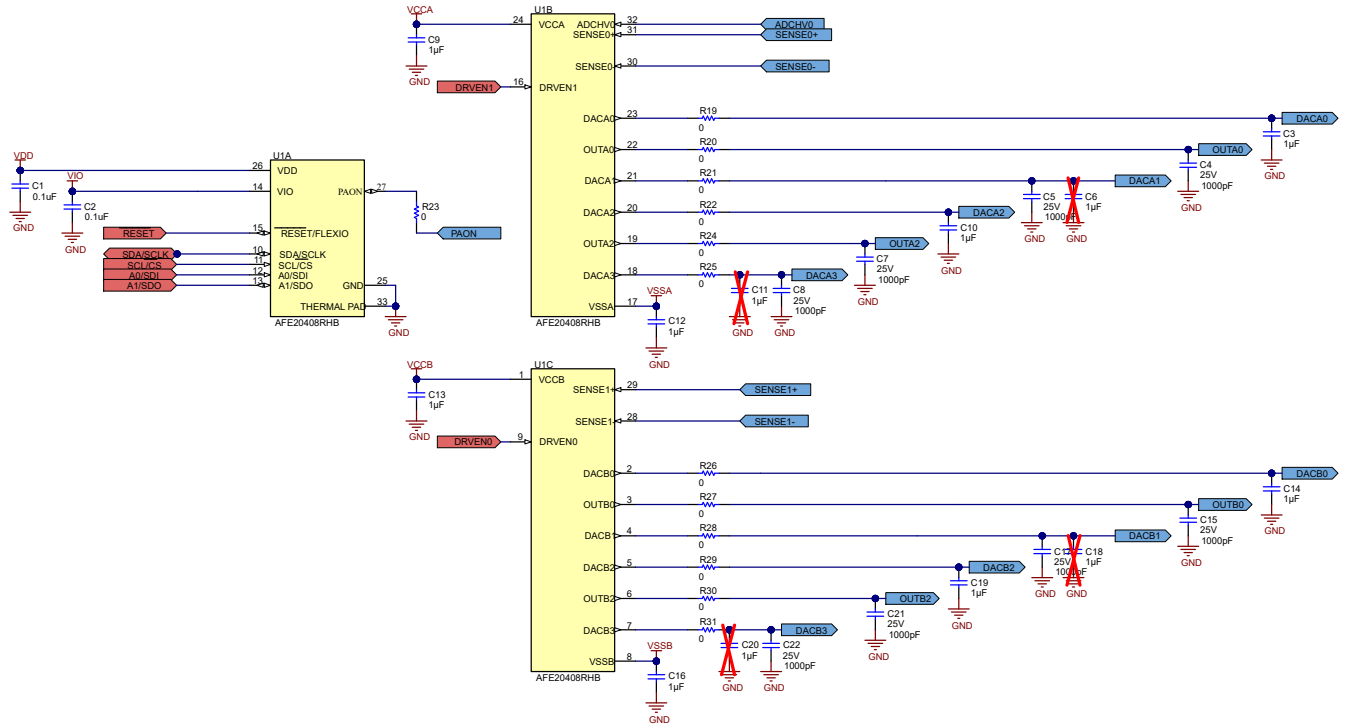 VCCA
C9
1µF
GND
DRVEN1
U1B
24
VCCA
16
DRVEN1
ADCHV0
32
ADCHV0
SENSE0+
31
SENSE0+
SENSE0-
30
SENSE0-
DACA0
23
R19
0
DACA0
C3
1µF
GND
OUTA0
22
R20
0
OUTA0
C4
25V
1000pF
GND
DACA1
21
R21
0
DACA1
C5
25V
1000pF
GND
C6
1µF
GND
DACA2
20
R22
0
DACA2
C10
1µF
GND
OUTA2
19
R24
0
OUTA2
C7
25V
1000pF
GND
DACA3
18
R25
0
DACA3
C11
1µF
GND
C8
25V
1000pF
GND
VSSA
17
VSSA
C12
1µF
GND
AFE20408RHB
VDD
C1
0.1uF
GND
VIO
C2
0.1uF
GND
U1A
26
VDD
14
VIO
PAON
27
R23
0
PAON
RESET
15
RESET/FLEXIO
SDA/SCLK
10
SDA/SCLK
SCL/CS
11
SCL/CS
A0/SDI
12
A0/SDI
A1/SDO
13
A1/SDO
GND
25
THERMAL PAD
33
GND
AFE20408RHB
VCCB
C13
1µF
GND
DRVEN0
U1C
1
VCCB
9
DRVEN0
SENSE1+
29
SENSE1+
SENSE1-
28
SENSE1-
DACB0
2
R26
0
DACB0
C14
1µF
GND
OUTB0
3
R27
0
OUTB0
C15
25V
1000pF
GND
DACB1
4
R28
0
DACB1
C17
25V
1000pF
GND
C18
1µF
GND
DACB2
5
R29
0
DACB2
C19
1µF
GND
OUTB2
6
R30
0
OUTB2
C21
25V
1000pF
GND
DACB3
7
R31
0
DACB3
C20
1µF
GND
C22
25V
1000pF
GND
VSSB
8
VSSB
C16
1µF
GND
AFE20408RHB